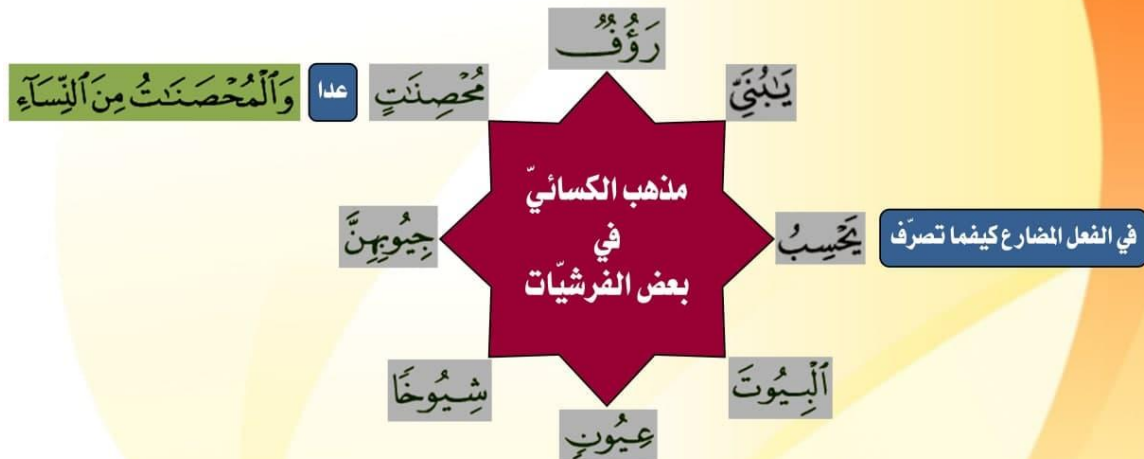 رَؤُفٌ
يَٰبُنَيِّ
مُحْصِنَٰتٍ
عدا
وَٱلْمُحْصَنَٰتُ مِنَ ٱلنِّسَآءِ
مذهب الكسائيّ
في
بعض الفرشيّات
يَحْسِبُ
في الفعل المضارع كيفما تصرّف
جِيُوبِهِنَّ
ٱلْبِيُوتَ
شِيُوخًا
عِيُونٍ